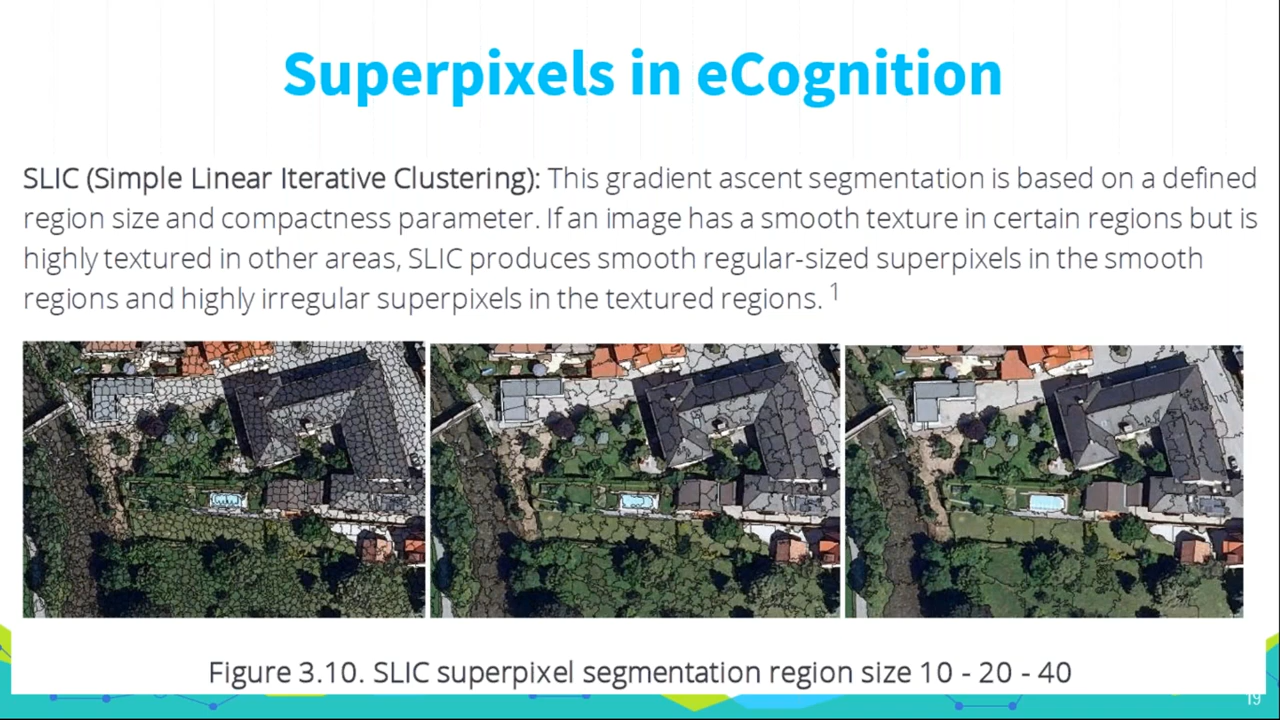 Superpixels in eCognition
SLIC (Simple Linear Iterative Clustering): This gradient ascent segmentation is based on a defined
region size and compactness parameter. If an image has a smooth texture in certain regions but is
highly textured in other areas, SLIC produces smooth regular-sized superpixels in the smooth
regions and highly irregular superpixels in the textured regions. 1
Figure 3.10. SLIC superpixel segmentation region size 10 - 20 - 40
19